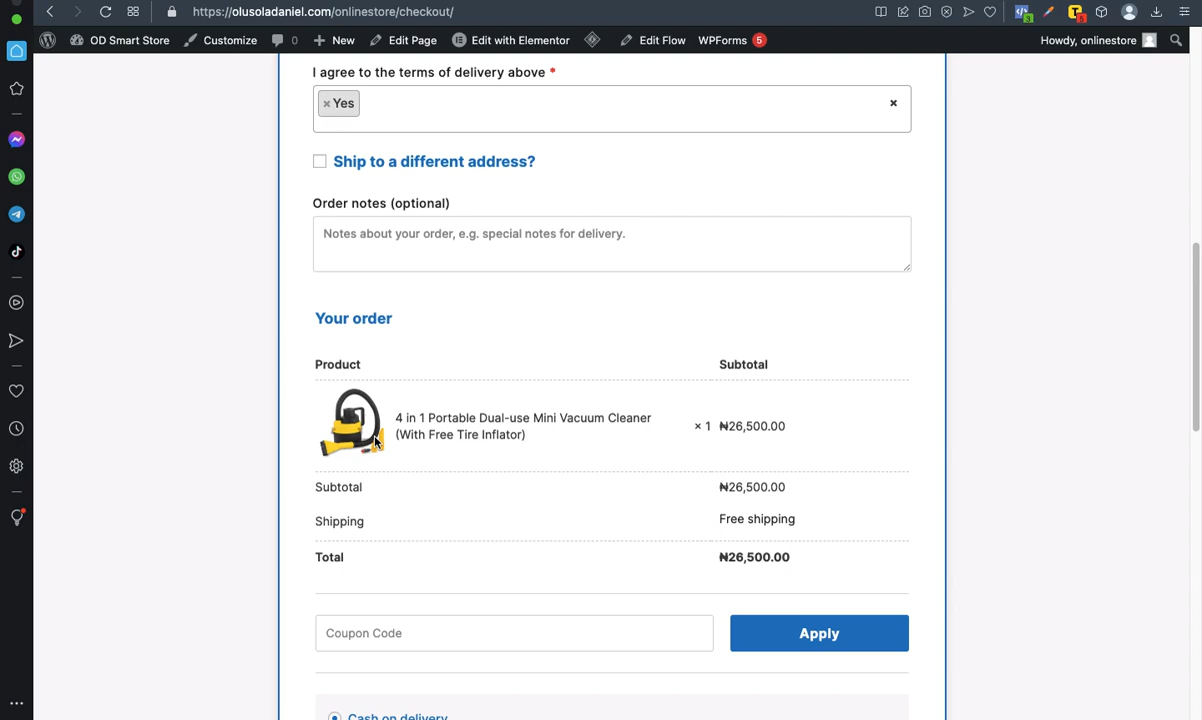 https://olusoladaniel.com/onlinestore/checkout/
3
5
OD Smart Store
Customize
0
New
Edit Page
Edit with Elementor
Edit Flow
WPForms 5
Howdy, onlinestore
I agree to the terms of delivery above *
× Yes
×
Ship to a different address?
Order notes (optional)
Notes about your order, e.g. special notes for delivery.
Your order
Product Subtotal
4 in 1 Portable Dual-use Mini Vacuum Cleaner
(With Free Tire Inflator)
× 1 ₦26,500.00
Subtotal ₦26,500.00
Shipping Free shipping
Total ₦26,500.00
Coupon Code Apply
Cash on delivery